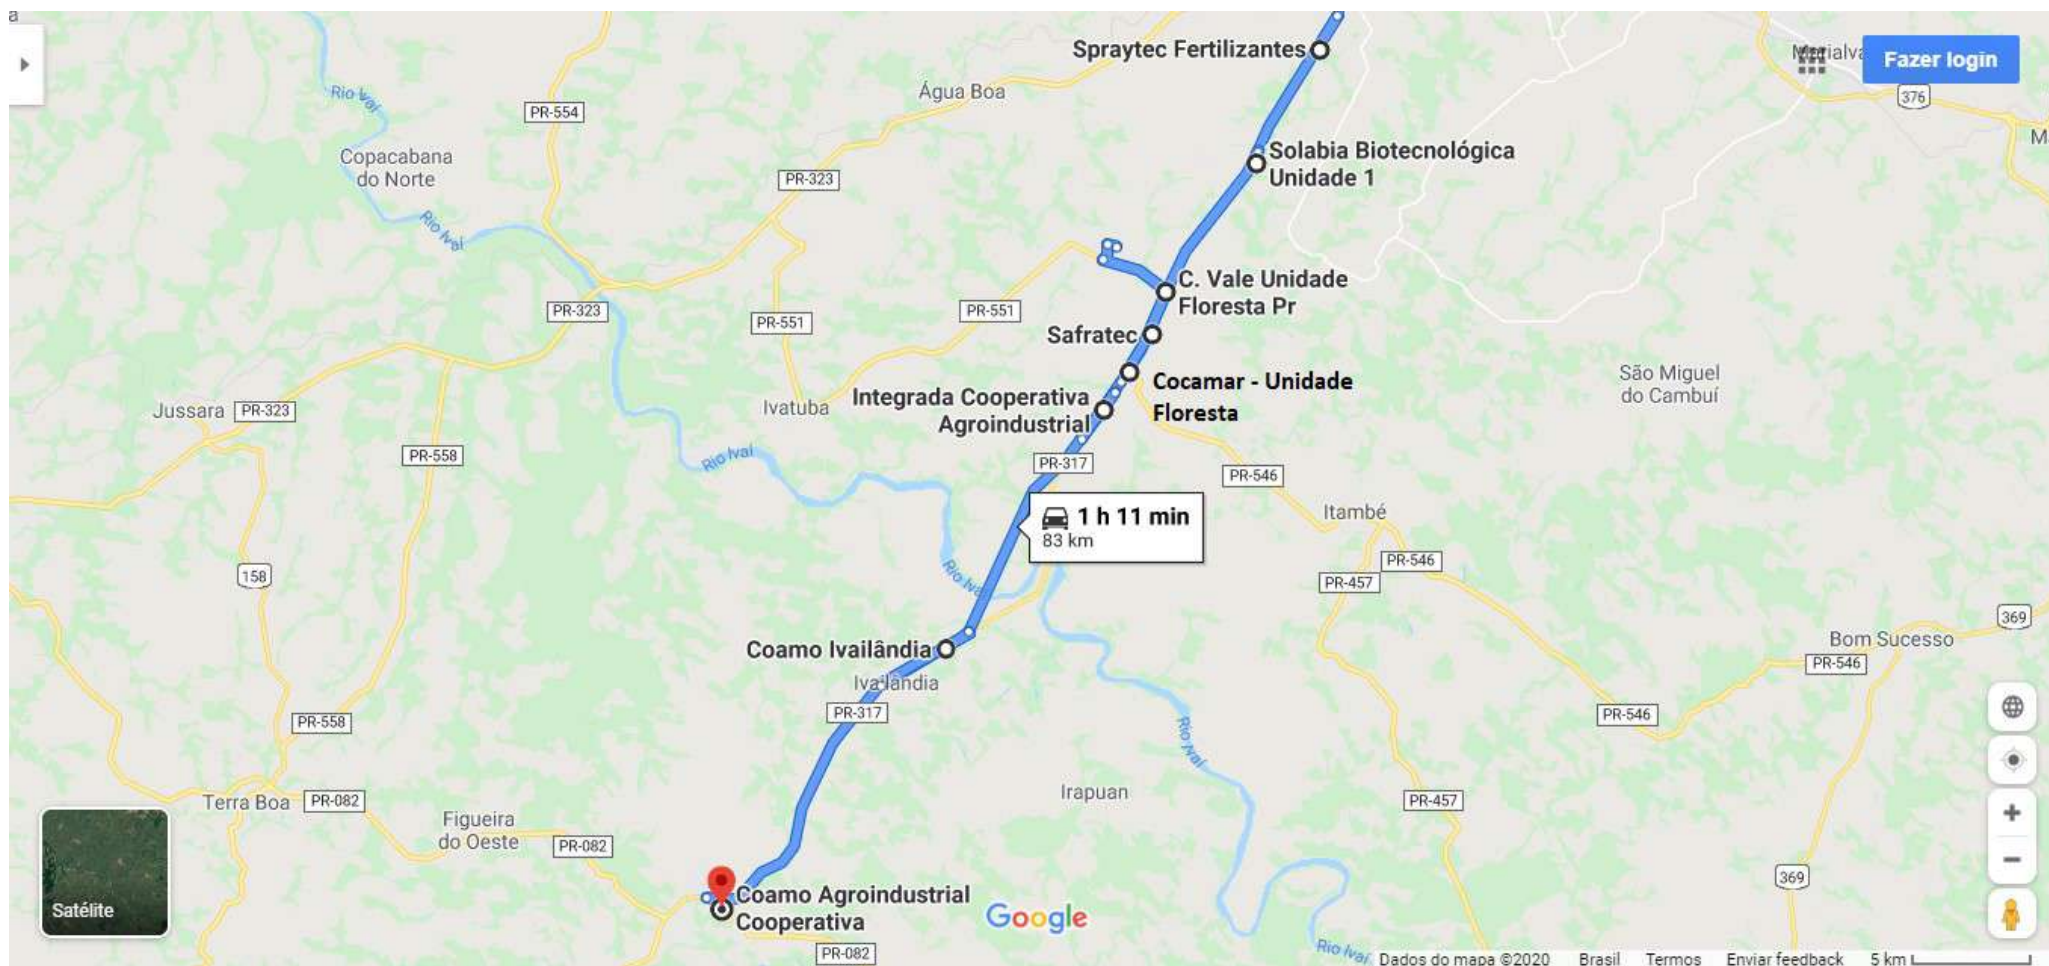 a
Spraytec Fertilizantes
Fazer login
Rio Ivaí
Água Boa
376
PR-554
M
Copacabana
do Norte
Solabia Biotecnológica
Unidade 1
PR-323
Rio Ivaí
C. Vale Unidade
Floresta Pr
PR-323
PR-551
PR-551
Safratec
Cocamar - Unidade
Floresta
São Miguel
do Cambuí
Integrada Cooperativa
Agroindustrial
Jussara
PR-323
Ivatuba
PR-558
Rio Ivaí
PR-317
PR-546
Itambé
1 h 11 min
83 km
158
Rio Ivaí
PR-546
PR-457
369
Coamo Ivailândia
Bom Sucesso
PR-546
Ivailândia
PR-317
PR-558
PR-546
Rio Ivaí
Terra Boa
PR-082
Irapuan
PR-457
Figueira
do Oeste
PR-082
369
Satélite
Coamo Agroindustrial
Cooperativa
Google
PR-082
Rio Ivaí
Dados do mapa ©2020 Brasil Termos Enviar feedback 5 km